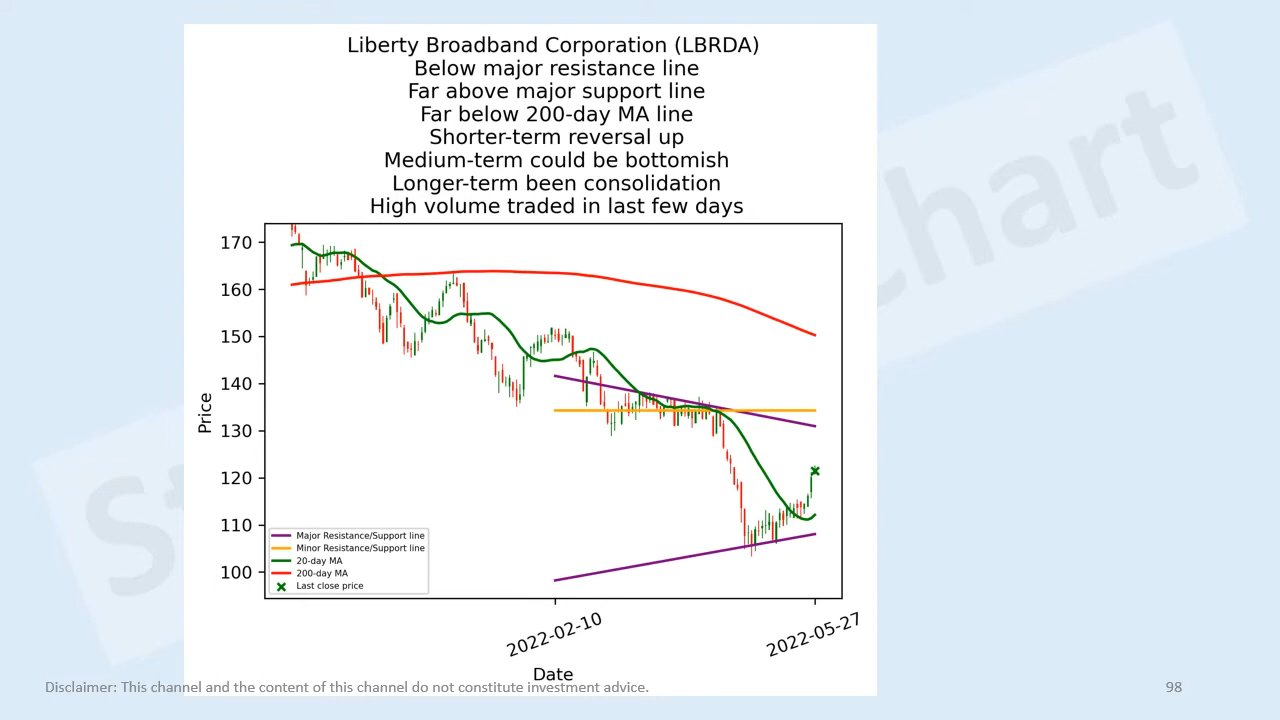 Liberty Broadband Corporation (LBRDA)
Below major resistance line
Far above major support line
Far below 200-day MA line
Shorter-term reversal up
Medium-term could be bottomish
Longer-term been consolidation
High volume traded in last few days
170
160
150
140
130
120
110
100
Price
Major Resistance/Support line
Minor Resistance/Support line
20-day MA
200-day MA
Last close price
2022-02-10
2022-05-27
Date
Disclaimer: This channel and the content of this channel do not constitute investment advice.
98
St
chart